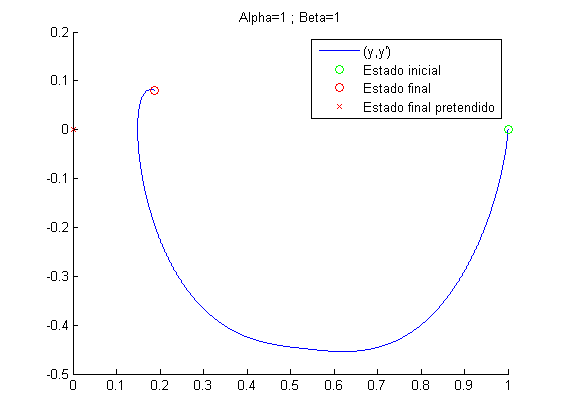 Alpha=1 ; Beta=1
0.2
0.1
0
-0.1
-0.2
-0.3
-0.4
-0.5
0 0.1 0.2 0.3 0.4 0.5 0.6 0.7 0.8 0.9 1
(y,y')
Estado inicial
Estado final
Estado final pretendido